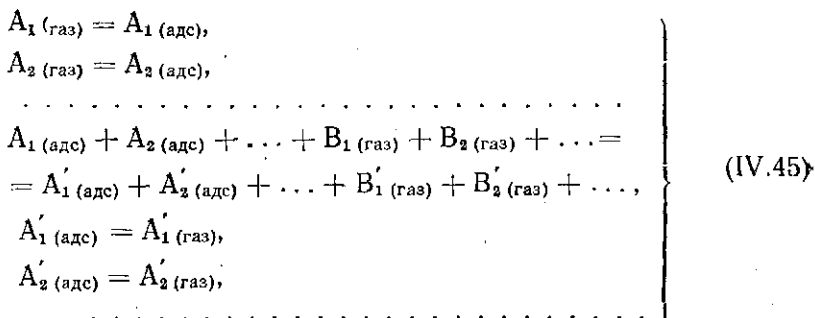 A₁ (газ) = A₁ (адс),
A₂ (газ) = A₂ (адс),
. . . . . . . . . . . . . . . . . . . . . . . . . .
A₁ (адс) + A₂ (адс) + ... + B₁ (газ) + B₂ (газ) + ... =
= A′₁ (адс) + A′₂ (адс) + ... + B′₁ (газ) + B′₂ (газ) + ...,
(IV.45)
A′₁ (адс) = A′₁ (газ),
A′₂ (адс) = A′₂ (газ),
. . . . . . . . . . . . . . . . . . . . . . . . . .